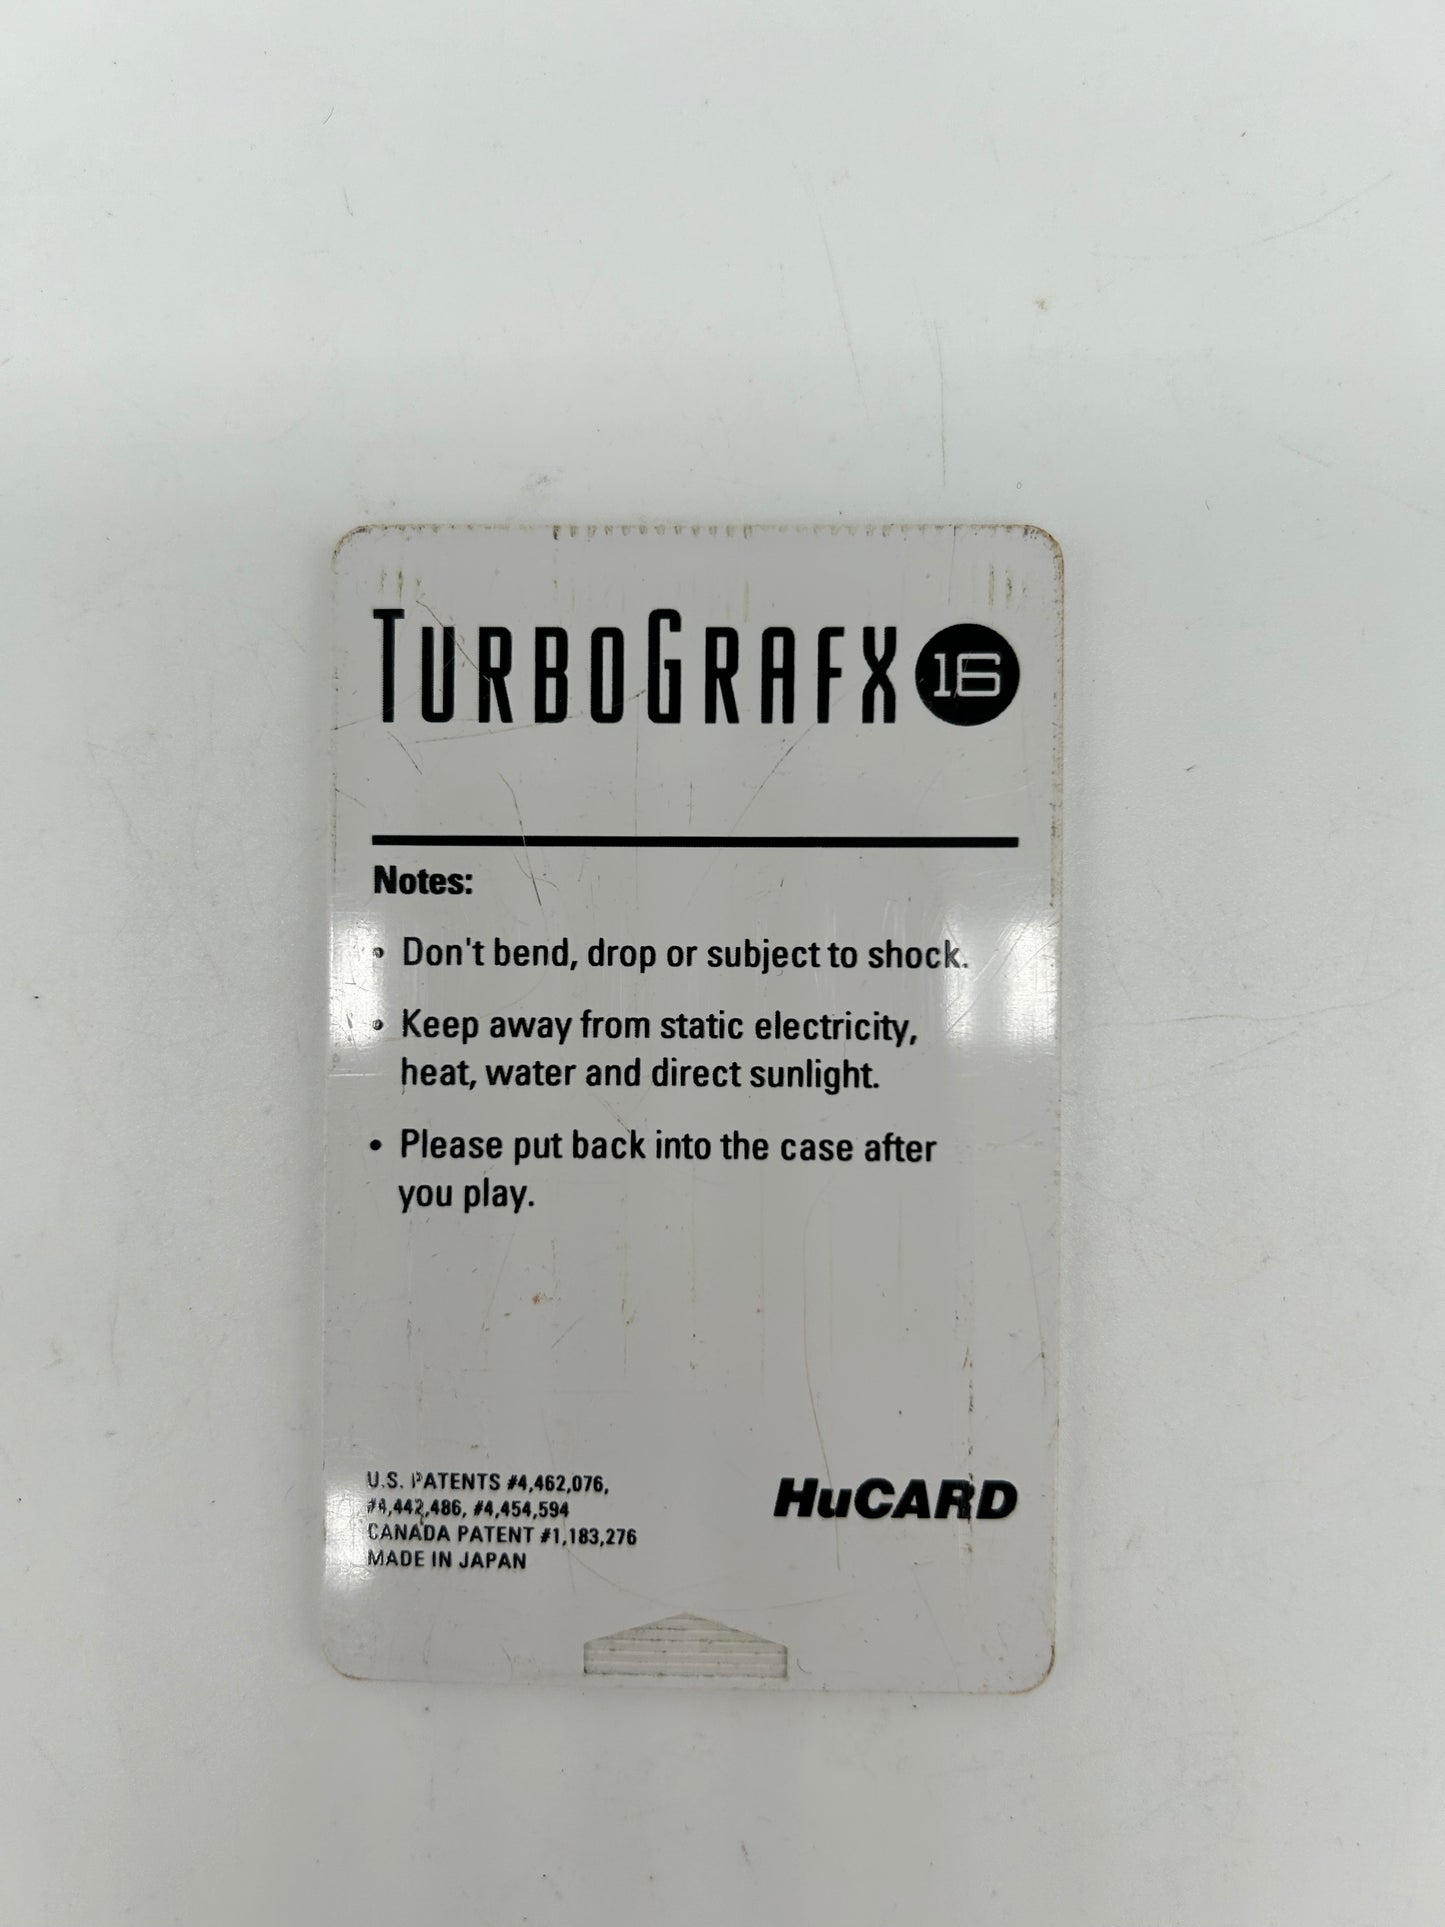 TURBOGRAFX 16
Notes:
• Don't bend, drop or subject to shock.
• Keep away from static electricity,
heat, water and direct sunlight.
• Please put back into the case after
you play.
U.S. PATENTS #4,462,076,
#4,442,486, #4,454,594
CANADA PATENT #1,183,276
MADE IN JAPAN
HuCARD